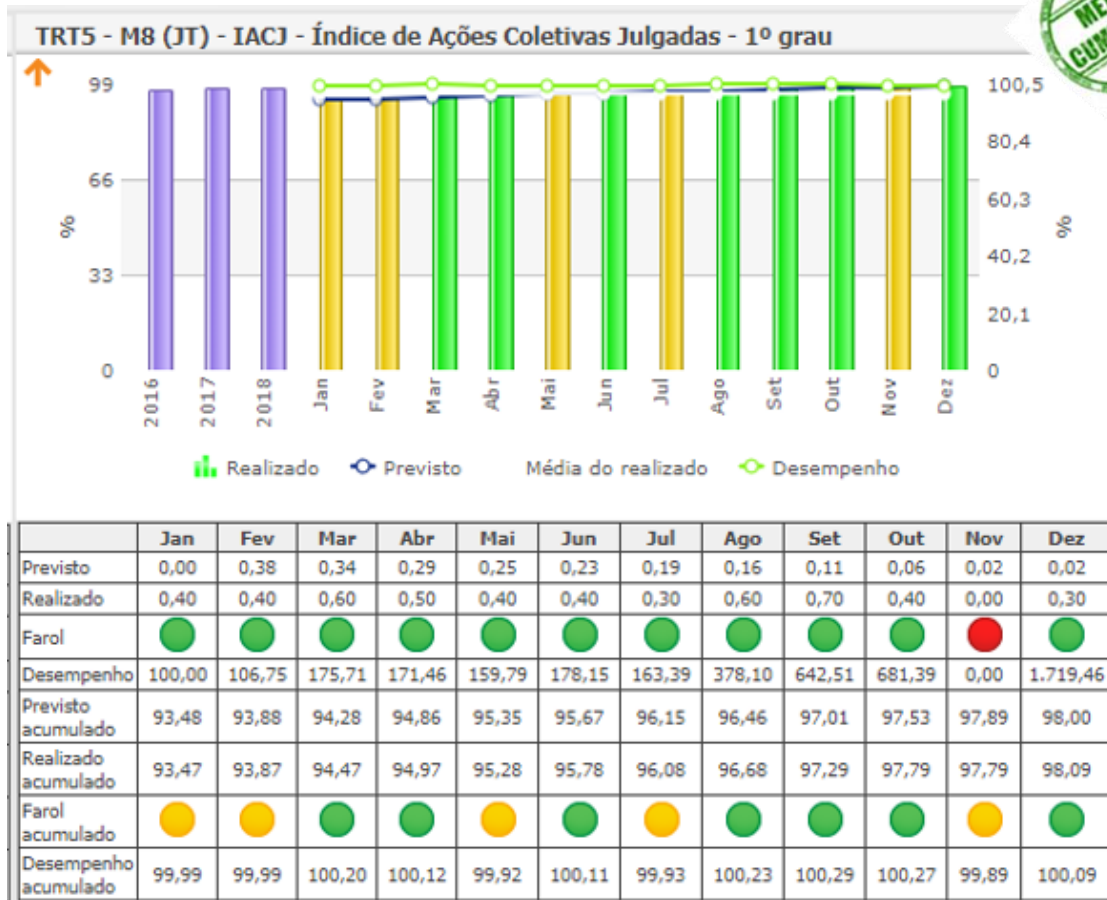 TRT5 - M8 (JT) - IACJ - Índice de Ações Coletivas Julgadas - 1º grau
99 100,5
80,4
66
60,3
% %
40,2
33
20,1
0 0
2016 2017 2018 Jan Fev Mar Abr Mai Jun Jul Ago Set Out Nov Dez
Realizado Previsto Média do realizado Desempenho
Jan Fev Mar Abr Mai Jun Jul Ago Set Out Nov Dez
Previsto 0,00 0,38 0,34 0,29 0,25 0,23 0,19 0,16 0,11 0,06 0,02 0,02
Realizado 0,40 0,40 0,60 0,50 0,40 0,40 0,30 0,60 0,70 0,40 0,00 0,30
Farol
Desempenho 100,00 106,75 175,71 171,46 159,79 178,15 163,39 378,10 642,51 681,39 0,00 1.719,46
Previsto
acumulado 93,48 93,88 94,28 94,86 95,35 95,67 96,15 96,46 97,01 97,53 97,89 98,00
Realizado
acumulado 93,47 93,87 94,47 94,97 95,28 95,78 96,08 96,68 97,29 97,79 97,79 98,09
Farol
acumulado
Desempenho
acumulado 99,99 99,99 100,20 100,12 99,92 100,11 99,93 100,23 100,29 100,27 99,89 100,09